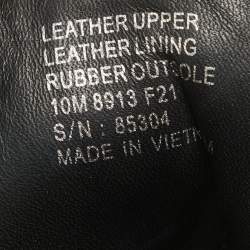 LEATHER UPPER
LEATHER LINING
RUBBER OUTSOLE
10M 8913 F21
S/N : 85304
MADE IN VIETNAM